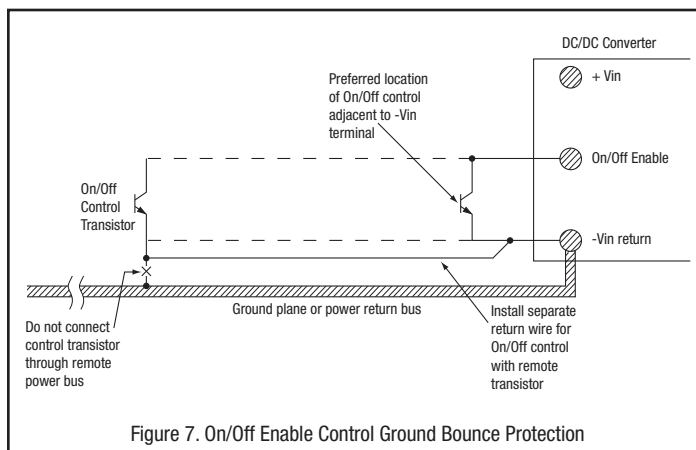 DC/DC Converter
+ Vin
Preferred location
of On/Off control
adjacent to -Vin
terminal
On/Off Enable
On/Off
Control
Transistor
-Vin return
Ground plane or power return bus
Do not connect
control transistor
through remote
power bus
Install separate
return wire for
On/Off control
with remote
transistor
Figure 7. On/Off Enable Control Ground Bounce Protection